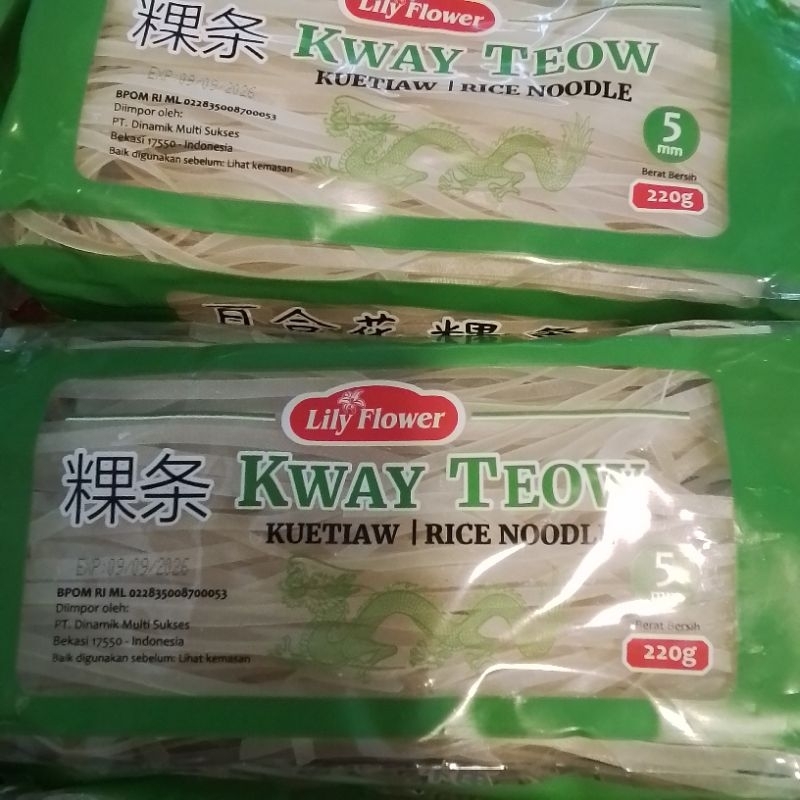 Lily Flower
粿条 KWAY TEOW
KUETIAW | RICE NOODLE
EXP:09/09/2026
BPOM RI ML 022835008700053
Diimpor oleh:
PT. Dinamik Multi Sukses
Bekasi 17550 - Indonesia
Baik digunakan sebelum: Lihat kemasan
5
mm
Berat Bersih
220g
百合花 粿条
Lily Flower
粿条 KWAY TEOW
KUETIAW | RICE NOODLE
EXP:09/09/2026
BPOM RI ML 022835008700053
Diimpor oleh:
PT. Dinamik Multi Sukses
Bekasi 17550 - Indonesia
Baik digunakan sebelum: Lihat kemasan
5
mm
Berat Bersih
220g